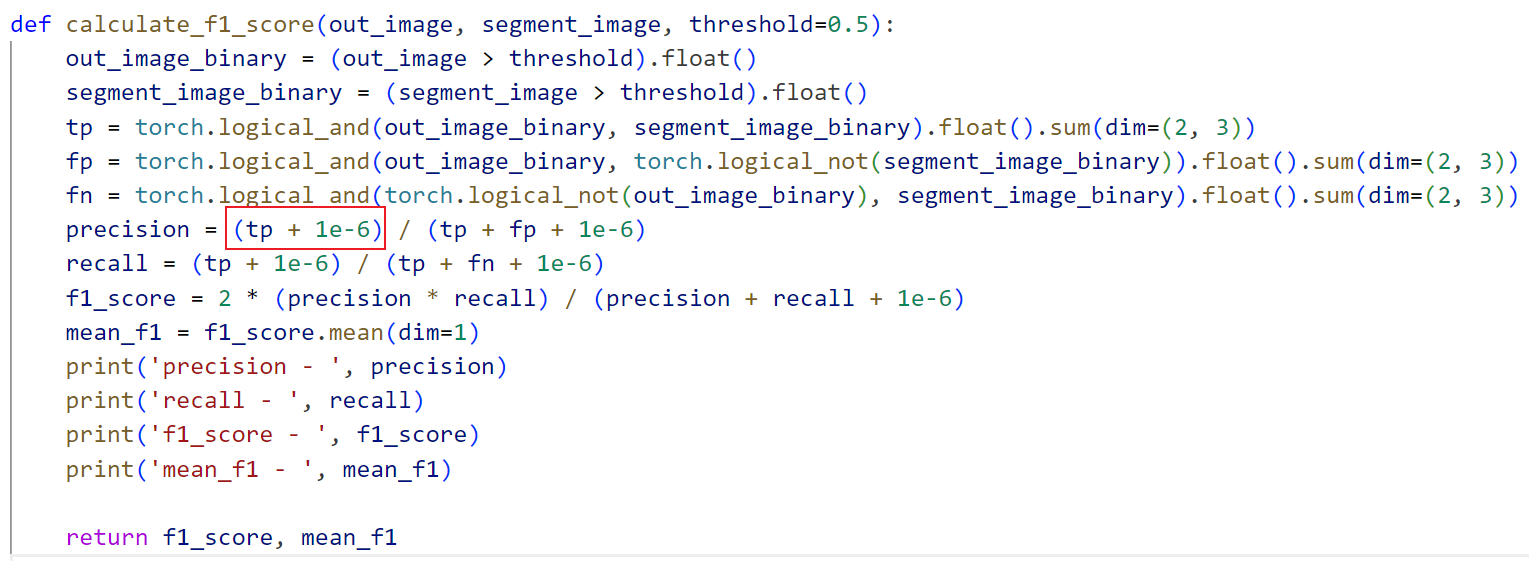 def calculate_f1_score(out_image, segment_image, threshold=0.5):
    out_image_binary = (out_image > threshold).float()
    segment_image_binary = (segment_image > threshold).float()
    tp = torch.logical_and(out_image_binary, segment_image_binary).float().sum(dim=(2, 3))
    fp = torch.logical_and(out_image_binary, torch.logical_not(segment_image_binary)).float().sum(dim=(2, 3))
    fn = torch.logical_and(torch.logical_not(out_image_binary), segment_image_binary).float().sum(dim=(2, 3))
    precision = (tp + 1e-6) / (tp + fp + 1e-6)
    recall = (tp + 1e-6) / (tp + fn + 1e-6)
    f1_score = 2 * (precision * recall) / (precision + recall + 1e-6)
    mean_f1 = f1_score.mean(dim=1)
    print('precision - ', precision)
    print('recall - ', recall)
    print('f1_score - ', f1_score)
    print('mean_f1 - ', mean_f1)
    return f1_score, mean_f1